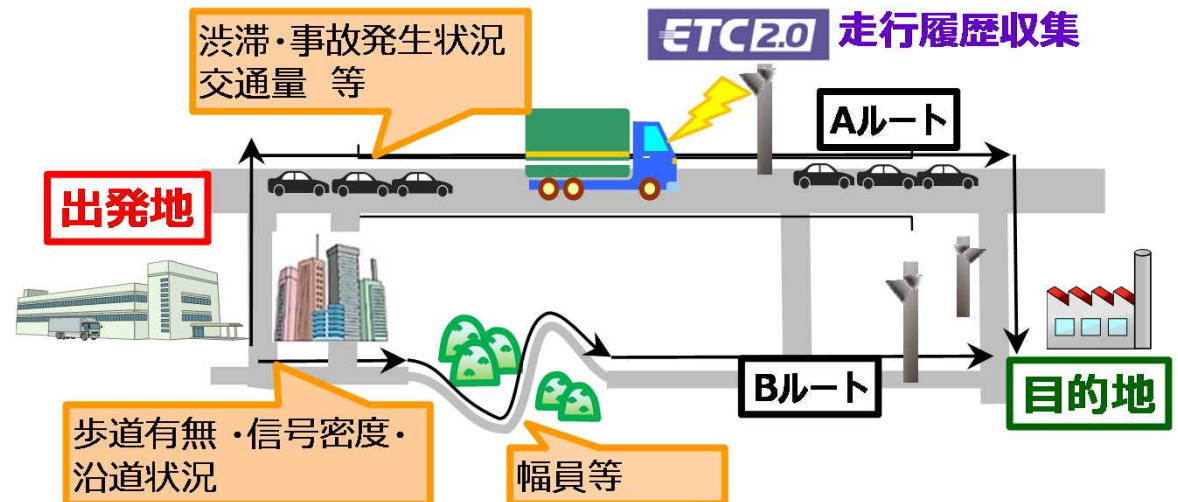 渋滞・事故発生状況
交通量 等
ETC2.0 走行履歴収集
Aルート
出発地
Bルート
目的地
歩道有無 ・信号密度・
沿道状況
幅員等